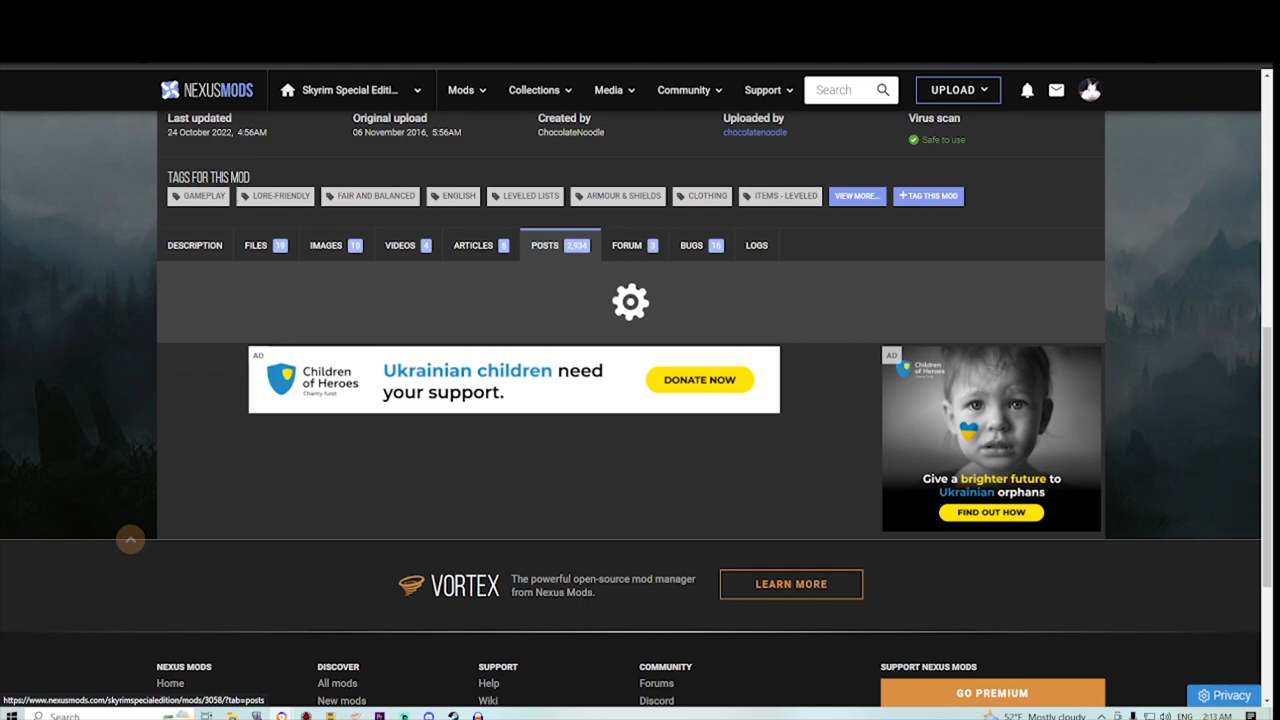 NEXUSMODS
Skyrim Special Editi...
Mods
Collections
Media
Community
Support
Search
UPLOAD
Last updated
24 October 2022, 4:56AM
Original upload
06 November 2016, 5:56AM
Created by
ChocolateNoodle
Uploaded by
chocolatenoodle
Virus scan
Safe to use
TAGS FOR THIS MOD
GAMEPLAY
LORE-FRIENDLY
FAIR AND BALANCED
ENGLISH
LEVELED LISTS
ARMOUR & SHIELDS
CLOTHING
ITEMS - LEVELED
VIEW MORE...
+TAG THIS MOD
DESCRIPTION
FILES 19
IMAGES 10
VIDEOS 4
ARTICLES 6
POSTS 2,934
FORUM 3
BUGS 16
LOGS
AD
Children
of Heroes
Charity fund
Ukrainian children need
your support.
DONATE NOW
AD
Children
of Heroes
Give a brighter future to
Ukrainian orphans
FIND OUT HOW
VORTEX
The powerful open-source mod manager
from Nexus Mods.
LEARN MORE
NEXUS MODS
Home
DISCOVER
All mods
New mods
SUPPORT
Help
Wiki
COMMUNITY
Forums
Discord
SUPPORT NEXUS MODS
GO PREMIUM
Privacy
https://www.nexusmods.com/skyrimspecialedition/mods/3058/?tab=posts
Search
52°F Mostly cloudy
ENG
2:13 AM